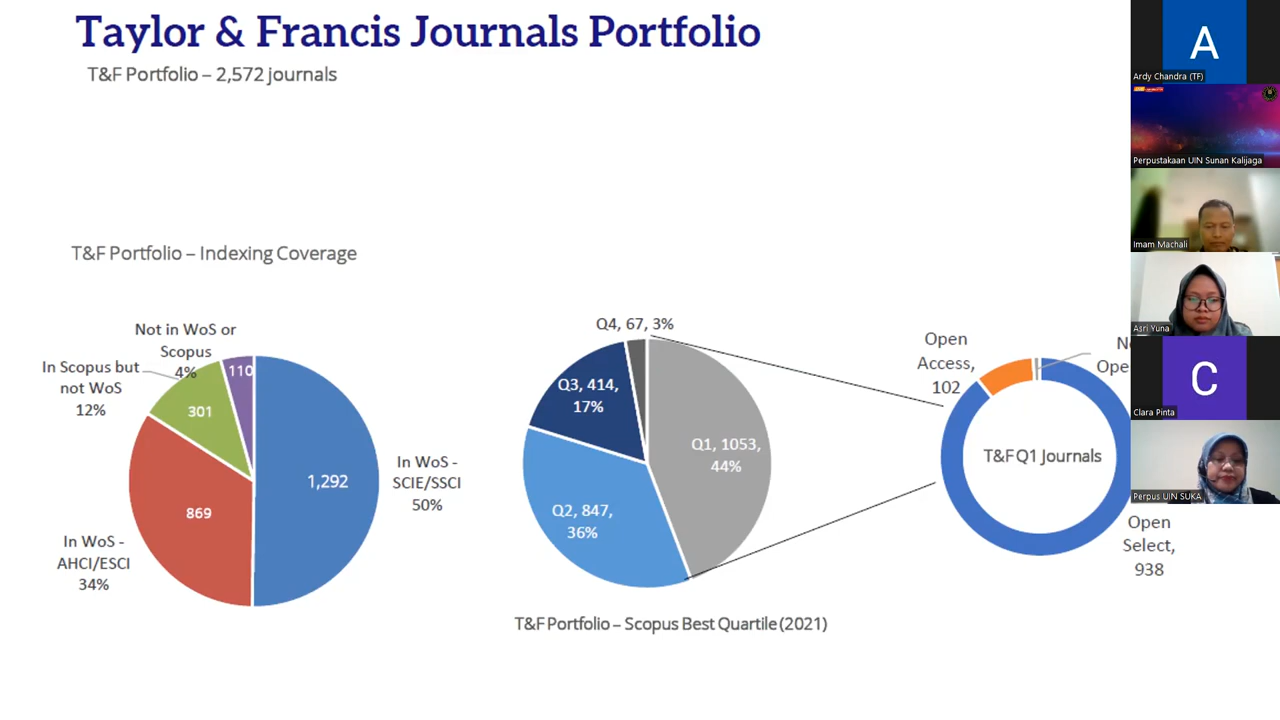 Taylor & Francis Journals Portfolio
T&F Portfolio – 2,572 journals
T&F Portfolio – Indexing Coverage
Not in WoS or
Scopus
4%
110
In Scopus but
not WoS
12%
301
1,292
In WoS -
SCIE/SSCI
50%
869
In WoS -
AHCI/ESCI
34%
Q4, 67, 3%
Q3, 414,
17%
Q1, 1053,
44%
Q2, 847,
36%
T&F Portfolio – Scopus Best Quartile (2021)
Open
Access,
102
T&F Q1 Journals
Open
Select,
938
A
Ardy Chandra (TF)
Perpustakaan UIN Sunan Kalijaga
Imam Machali
Asri Yuna
C
Clara Pinta
Perpus UIN SUKA